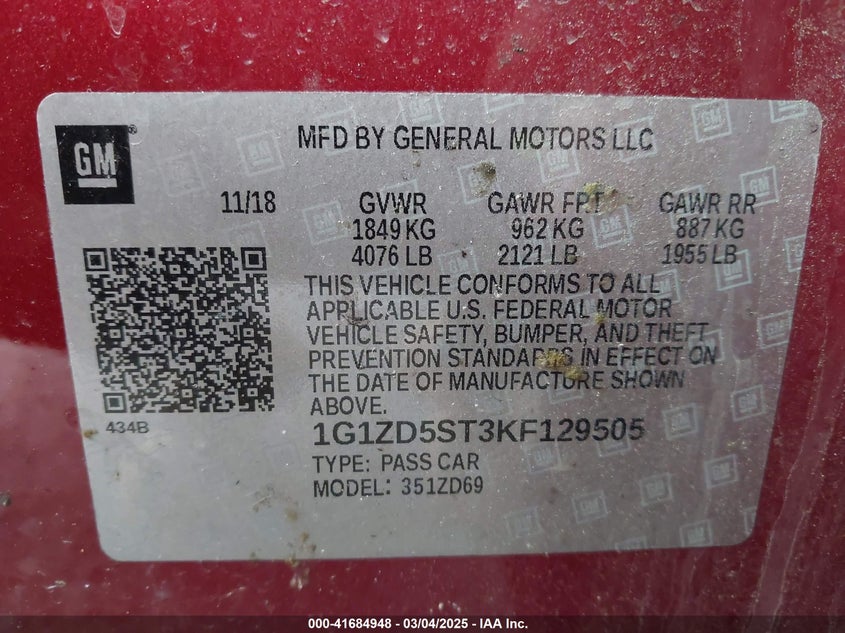 GM
MFD BY GENERAL MOTORS LLC
11/18 GVWR GAWR FRT GAWR RR
1849 KG 962 KG 887 KG
4076 LB 2121 LB 1955 LB
THIS VEHICLE CONFORMS TO ALL
APPLICABLE U.S. FEDERAL MOTOR
VEHICLE SAFETY, BUMPER, AND THEFT
PREVENTION STANDARDS IN EFFECT ON
THE DATE OF MANUFACTURE SHOWN
ABOVE.
434B
1G1ZD5ST3KF129505
TYPE: PASS CAR
MODEL: 351ZD69
000-41684948 - 03/04/2025 - IAA Inc.